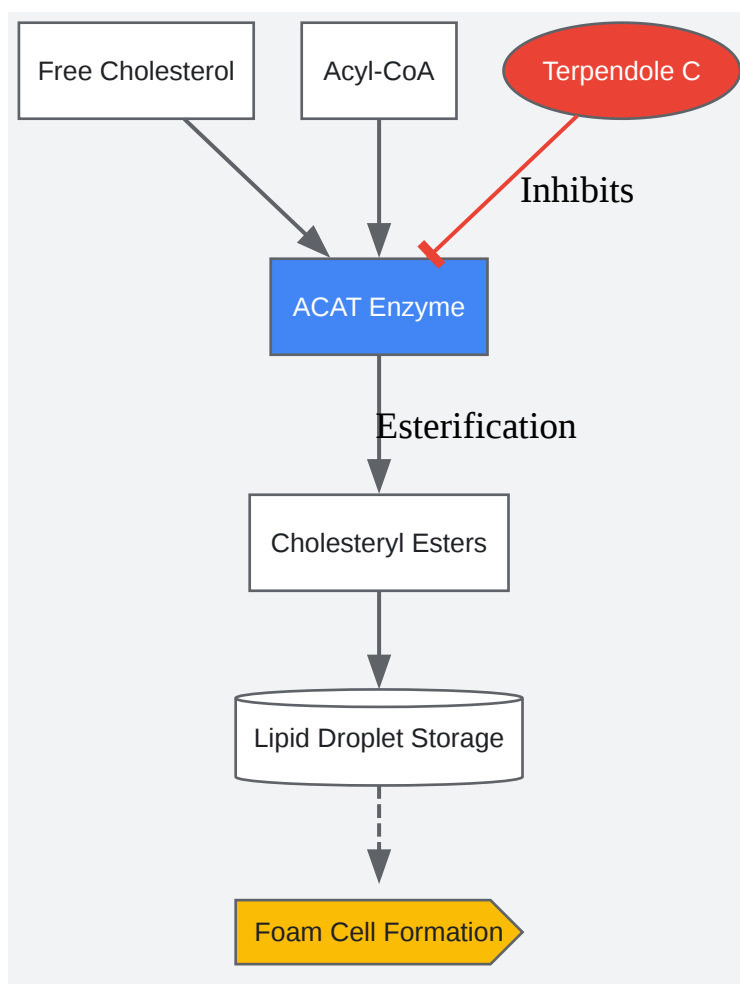 Free Cholesterol
Acyl-CoA
Terpendole C
Inhibits
ACAT Enzyme
Esterification
Cholesteryl Esters
Lipid Droplet Storage
Foam Cell Formation